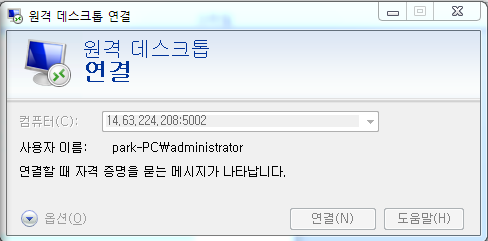 원격 데스크톱 연결
원격 데스크톱
연결
컴퓨터(C):
14.63.224.208:5002
사용자 이름: park-PC₩administrator
연결할 때 자격 증명을 묻는 메시지가 나타납니다.
옵션(O)
연결(N)
도움말(H)